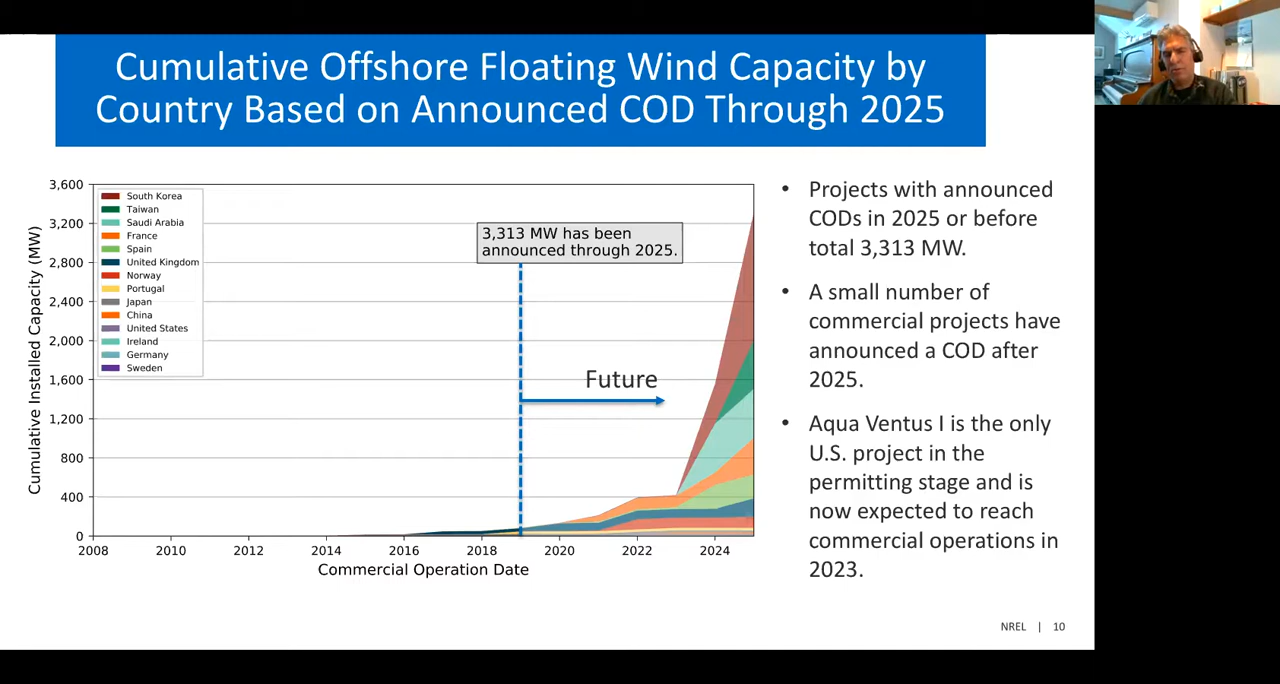 Cumulative Offshore Floating Wind Capacity by
Country Based on Announced COD Through 2025
3,600
3,200
2,800
2,400
2,000
1,600
1,200
800
400
0
Cumulative Installed Capacity (MW)
South Korea
Taiwan
Saudi Arabia
France
Spain
United Kingdom
Norway
Portugal
Japan
China
United States
Ireland
Germany
Sweden
3,313 MW has been
announced through 2025.
Future
2008 2010 2012 2014 2016 2018 2020 2022 2024
Commercial Operation Date
• Projects with announced
CODs in 2025 or before
total 3,313 MW.
• A small number of
commercial projects have
announced a COD after
2025.
• Aqua Ventus I is the only
U.S. project in the
permitting stage and is
now expected to reach
commercial operations in
2023.
NREL | 10